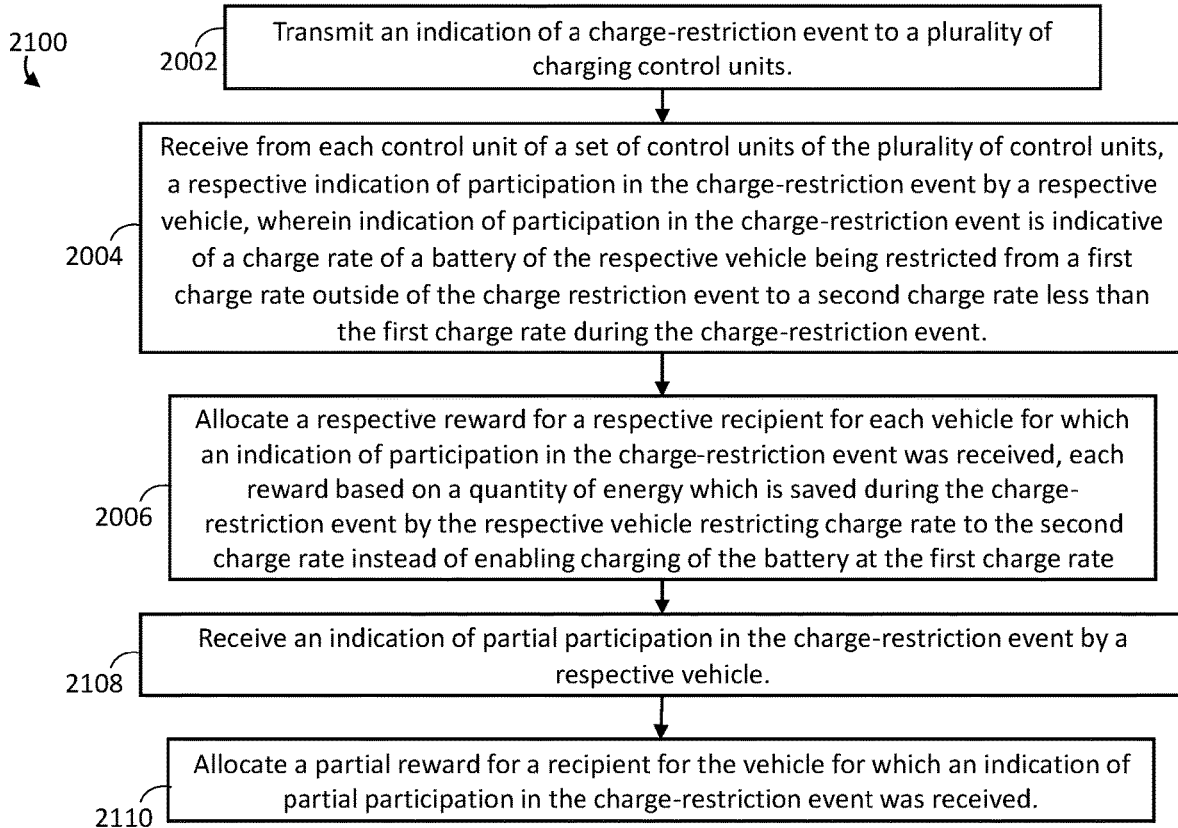 2100
2002
Transmit an indication of a charge-restriction event to a plurality of
charging control units.
2004
Receive from each control unit of a set of control units of the plurality of control units,
a respective indication of participation in the charge-restriction event by a respective
vehicle, wherein indication of participation in the charge-restriction event is indicative
of a charge rate of a battery of the respective vehicle being restricted from a first
charge rate outside of the charge restriction event to a second charge rate less than
the first charge rate during the charge-restriction event.
2006
Allocate a respective reward for a respective recipient for each vehicle for which
an indication of participation in the charge-restriction event was received, each
reward based on a quantity of energy which is saved during the charge-
restriction event by the respective vehicle restricting charge rate to the second
charge rate instead of enabling charging of the battery at the first charge rate
2108
Receive an indication of partial participation in the charge-restriction event by a
respective vehicle.
2110
Allocate a partial reward for a recipient for the vehicle for which an indication of
partial participation in the charge-restriction event was received.